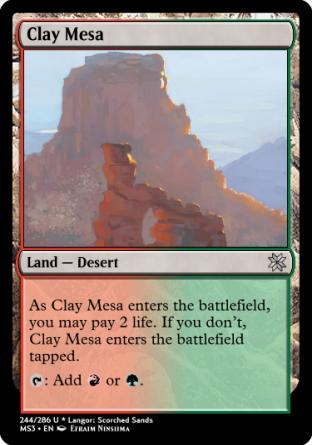 Clay Mesa
Land — Desert
As Clay Mesa enters the battlefield,
you may pay 2 life. If you don't,
Clay Mesa enters the battlefield
tapped.
: Add or .
244/286 U * Langor: Scorched Sands
MS3 • EN Efraim Ninsiima